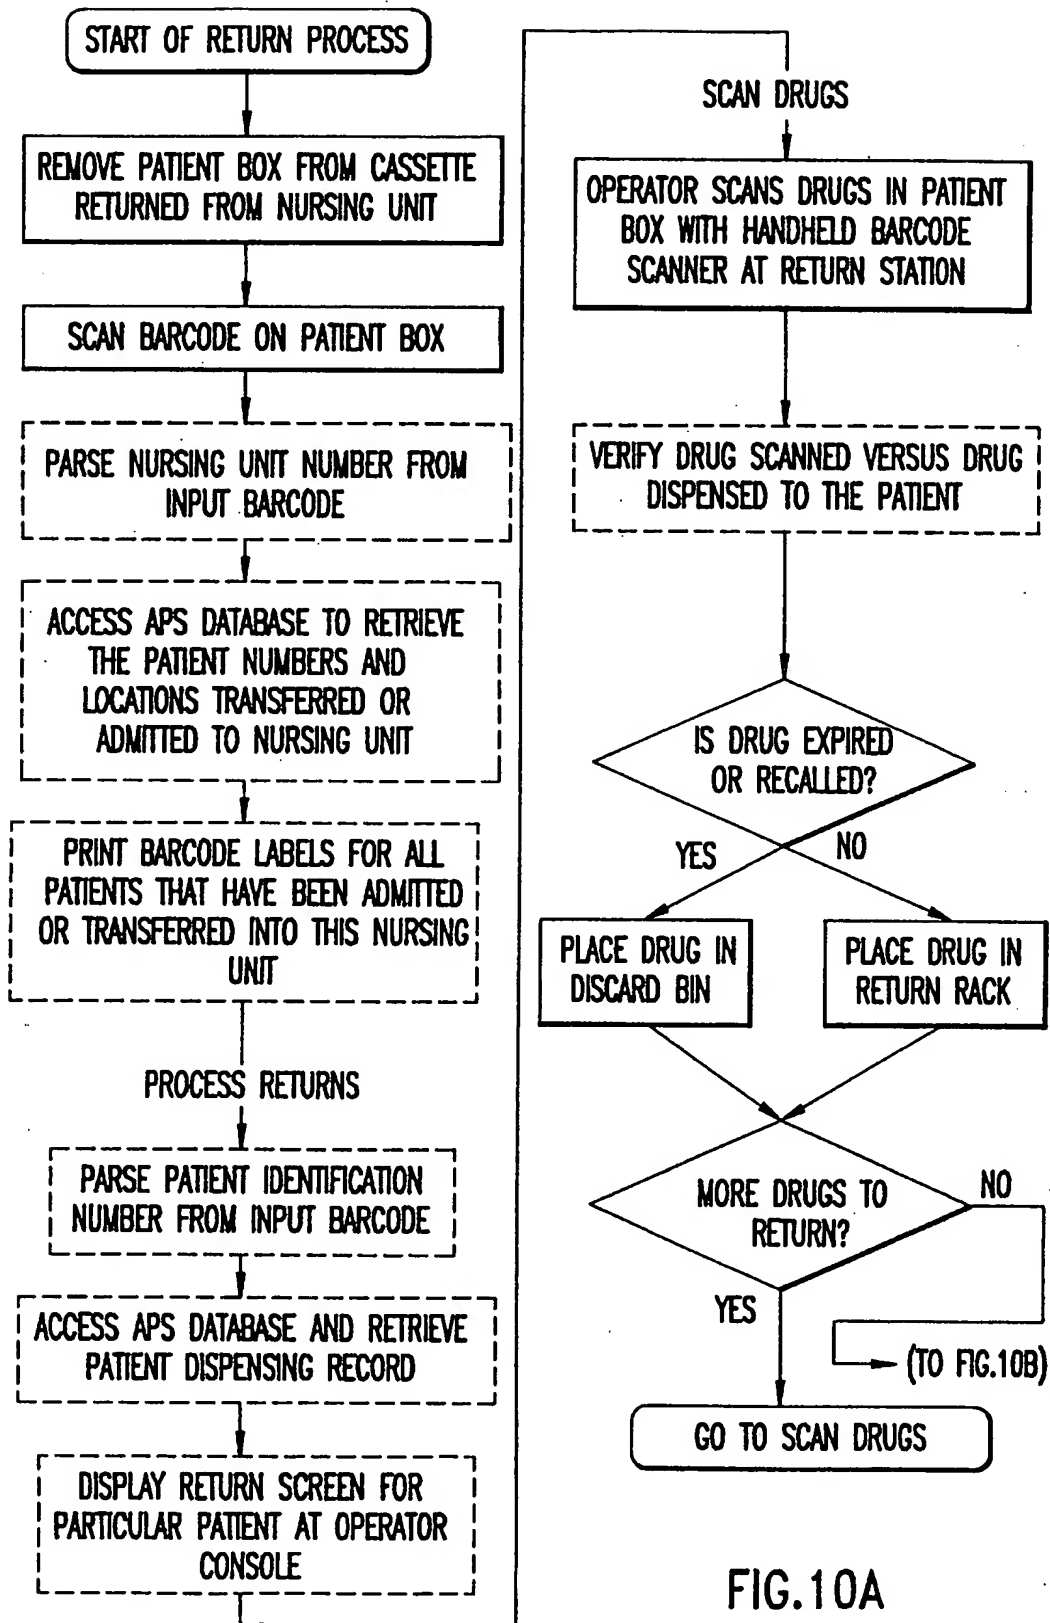 START OF RETURN PROCESS
REMOVE PATIENT BOX FROM CASSETTE
RETURNED FROM NURSING UNIT
SCAN BARCODE ON PATIENT BOX
PARSE NURSING UNIT NUMBER FROM
INPUT BARCODE
ACCESS APS DATABASE TO RETRIEVE
THE PATIENT NUMBERS AND
LOCATIONS TRANSFERRED OR
ADMITTED TO NURSING UNIT
PRINT BARCODE LABELS FOR ALL
PATIENTS THAT HAVE BEEN ADMITTED
OR TRANSFERRED INTO THIS NURSING
UNIT
PROCESS RETURNS
PARSE PATIENT IDENTIFICATION
NUMBER FROM INPUT BARCODE
ACCESS APS DATABASE AND RETRIEVE
PATIENT DISPENSING RECORD
DISPLAY RETURN SCREEN FOR
PARTICULAR PATIENT AT OPERATOR
CONSOLE
SCAN DRUGS
OPERATOR SCANS DRUGS IN PATIENT
BOX WITH HANDHELD BARCODE
SCANNER AT RETURN STATION
VERIFY DRUG SCANNED VERSUS DRUG
DISPENSED TO THE PATIENT
IS DRUG EXPIRED
OR RECALLED?
YES
NO
PLACE DRUG IN
DISCARD BIN
PLACE DRUG IN
RETURN RACK
MORE DRUGS TO
RETURN?
NO
YES
(TO FIG.10B)
GO TO SCAN DRUGS
FIG.10A